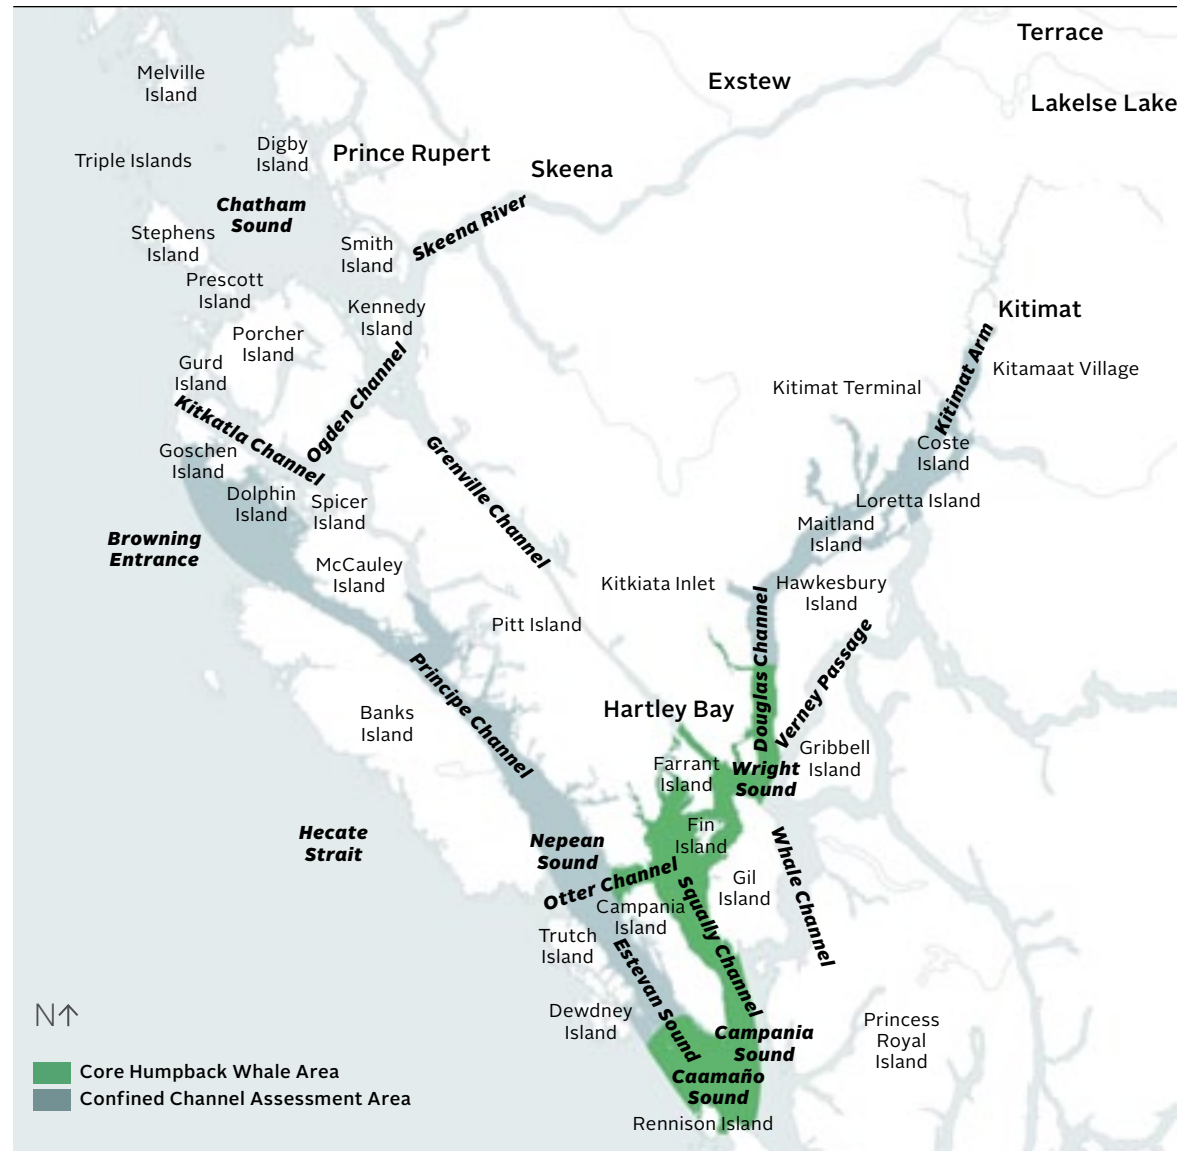 Terrace
Melville
Island
Exstew
Lakelse Lake
Digby
Island
Prince Rupert
Triple Islands
Skeena
Chatham
Sound
Skeena River
Stephens
Island
Smith
Island
Prescott
Island
Kennedy
Island
Kitimat
Porcher
Island
Gurd
Island
Kitimat Arm
Kitamaat Village
Kitimat Terminal
Ogden Channel
Kitkatla Channel
Goschen
Island
Grenville Channel
Coste
Island
Dolphin
Island
Spicer
Island
Loretta Island
Maitland
Island
Browning
Entrance
McCauley
Island
Kitkiata Inlet
Hawkesbury
Island
Pitt Island
Douglas Channel
Verney Passage
Principe Channel
Banks
Island
Hartley Bay
Gribbell
Island
Farrant
Island
Wright
Sound
Hecate
Strait
Nepean
Sound
Fin
Island
Whale Channel
Otter Channel
Gil
Island
Squally Channel
Campania
Island
Trutch
Island
Estevan Sound
Dewdney
Island
Campania
Sound
Princess
Royal
Island
Caamaño
Sound
Rennison Island
N↑
Core Humpback Whale Area
Confined Channel Assessment Area